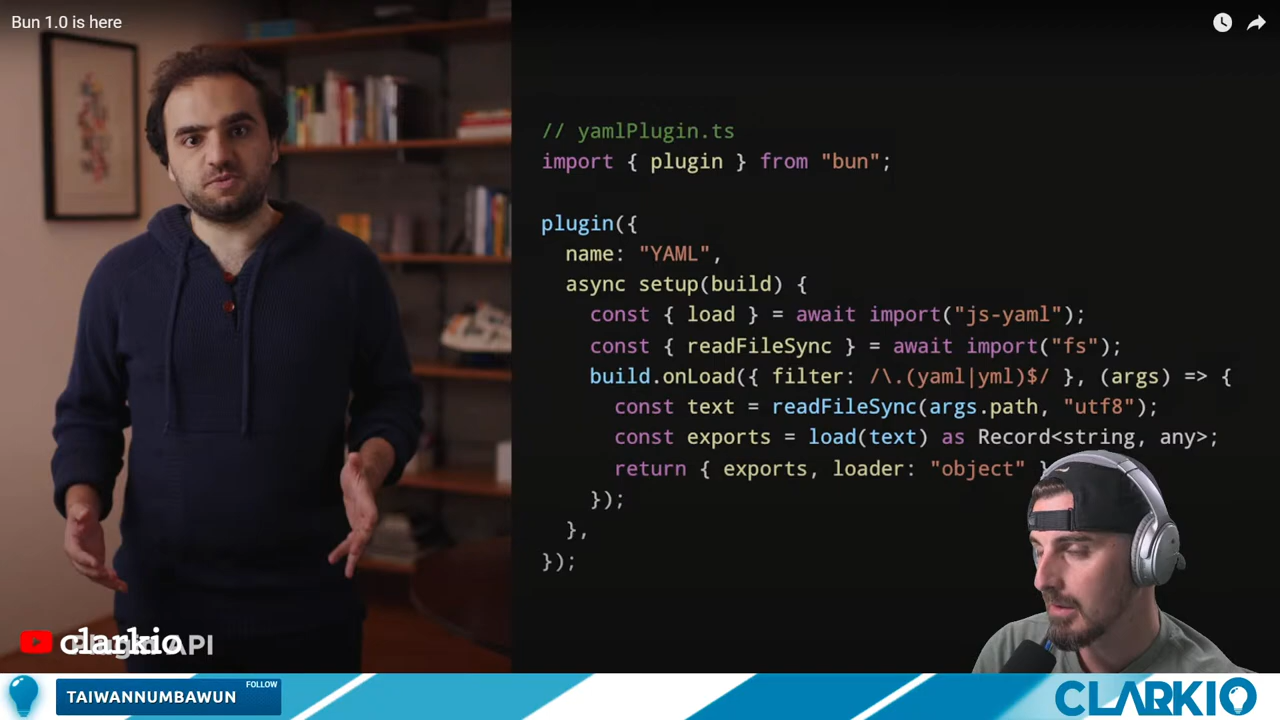 Bun 1.0 is here
// yamlPlugin.ts
import { plugin } from "bun";
plugin({
name: "YAML",
async setup(build) {
const { load } = await import("js-yaml");
const { readFileSync } = await import("fs");
build.onLoad({ filter: /\.(yaml|yml)$/ }, (args) => {
const text = readFileSync(args.path, "utf8");
const exports = load(text) as Record<string, any>;
return { exports, loader: "object" }
});
},
});
clarkio
Plugin API
TAIWANNUMBAWUN
FOLLOW
CLARKIO